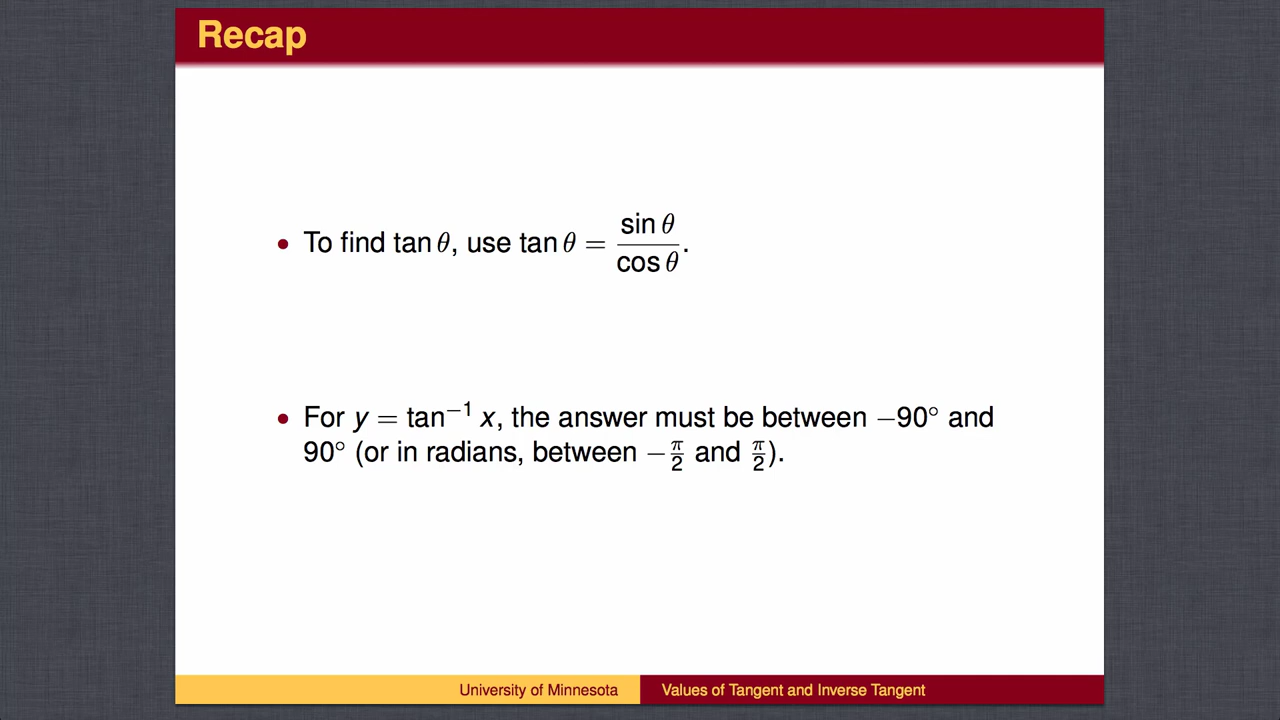 Recap
• To find tan θ, use tan θ = sin θ / cos θ.
• For y = tan⁻¹ x, the answer must be between −90° and
90° (or in radians, between −π/2 and π/2).
University of Minnesota
Values of Tangent and Inverse Tangent